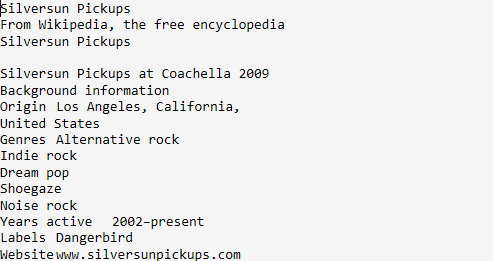 Silversun Pickups
From Wikipedia, the free encyclopedia
Silversun Pickups

Silversun Pickups at Coachella 2009
Background information
Origin Los Angeles, California,
United States
Genres Alternative rock
Indie rock
Dream pop
Shoegaze
Noise rock
Years active 2002–present
Labels Dangerbird
Website www.silversunpickups.com